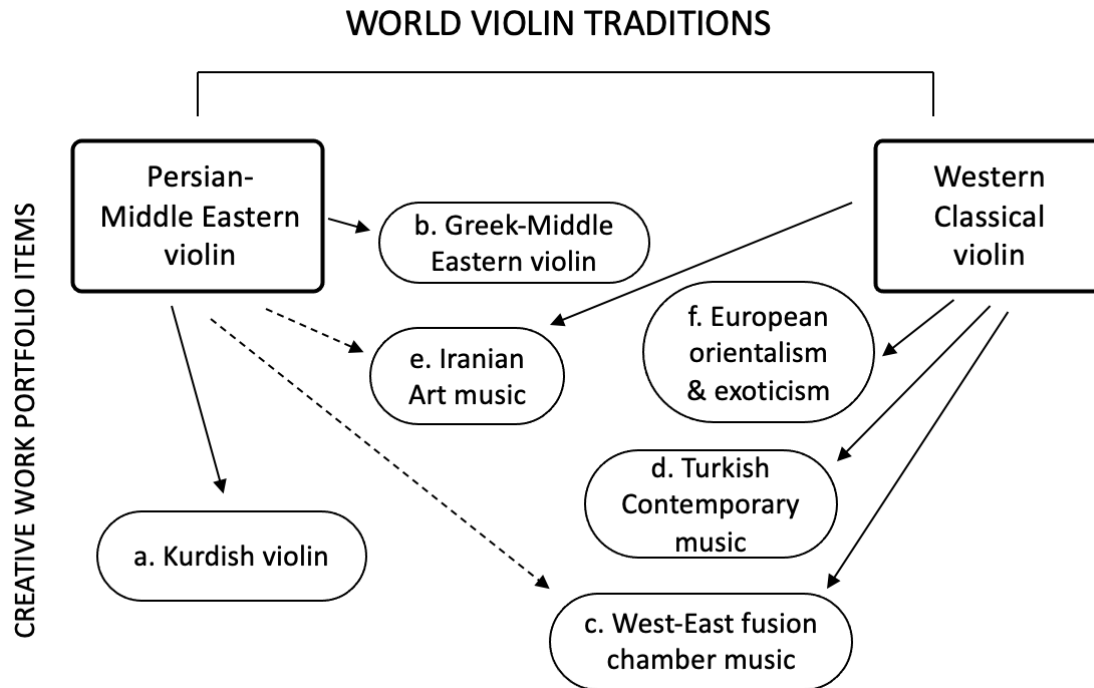 WORLD VIOLIN TRADITIONS
CREATIVE WORK PORTFOLIO ITEMS
Persian-
Middle Eastern
violin
Western
Classical
violin
b. Greek-Middle
Eastern violin
f. European
orientalism
& exoticism
e. Iranian
Art music
d. Turkish
Contemporary
music
a. Kurdish violin
c. West-East fusion
chamber music